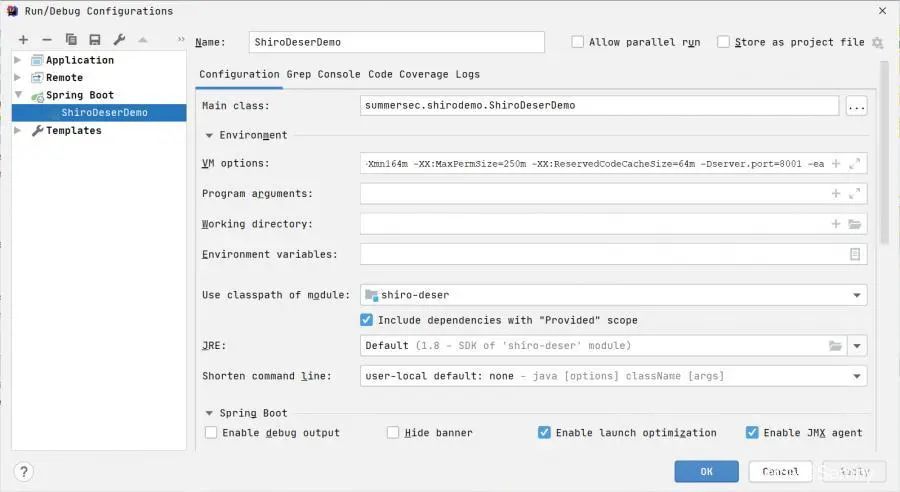 Run/Debug Configurations
Name: ShiroDeserDemo Allow parallel run Store as project file
Application
Remote
Spring Boot
ShiroDeserDemo
Templates
Configuration Grep Console Code Coverage Logs
Main class: summersec.shirodemo.ShiroDeserDemo ...
Environment
VM options: -Xmn164m -XX:MaxPermSize=250m -XX:ReservedCodeCacheSize=64m -Dserver.port=8001 -ea
Program arguments:
Working directory:
Environment variables:
Use classpath of module: shiro-deser
Include dependencies with "Provided" scope
JRE: Default (1.8 - SDK of 'shiro-deser' module)
Shorten command line: user-local default: none - java [options] className [args]
Spring Boot
Enable debug output Hide banner Enable launch optimization Enable JMX agent
? OK Cancel Apply